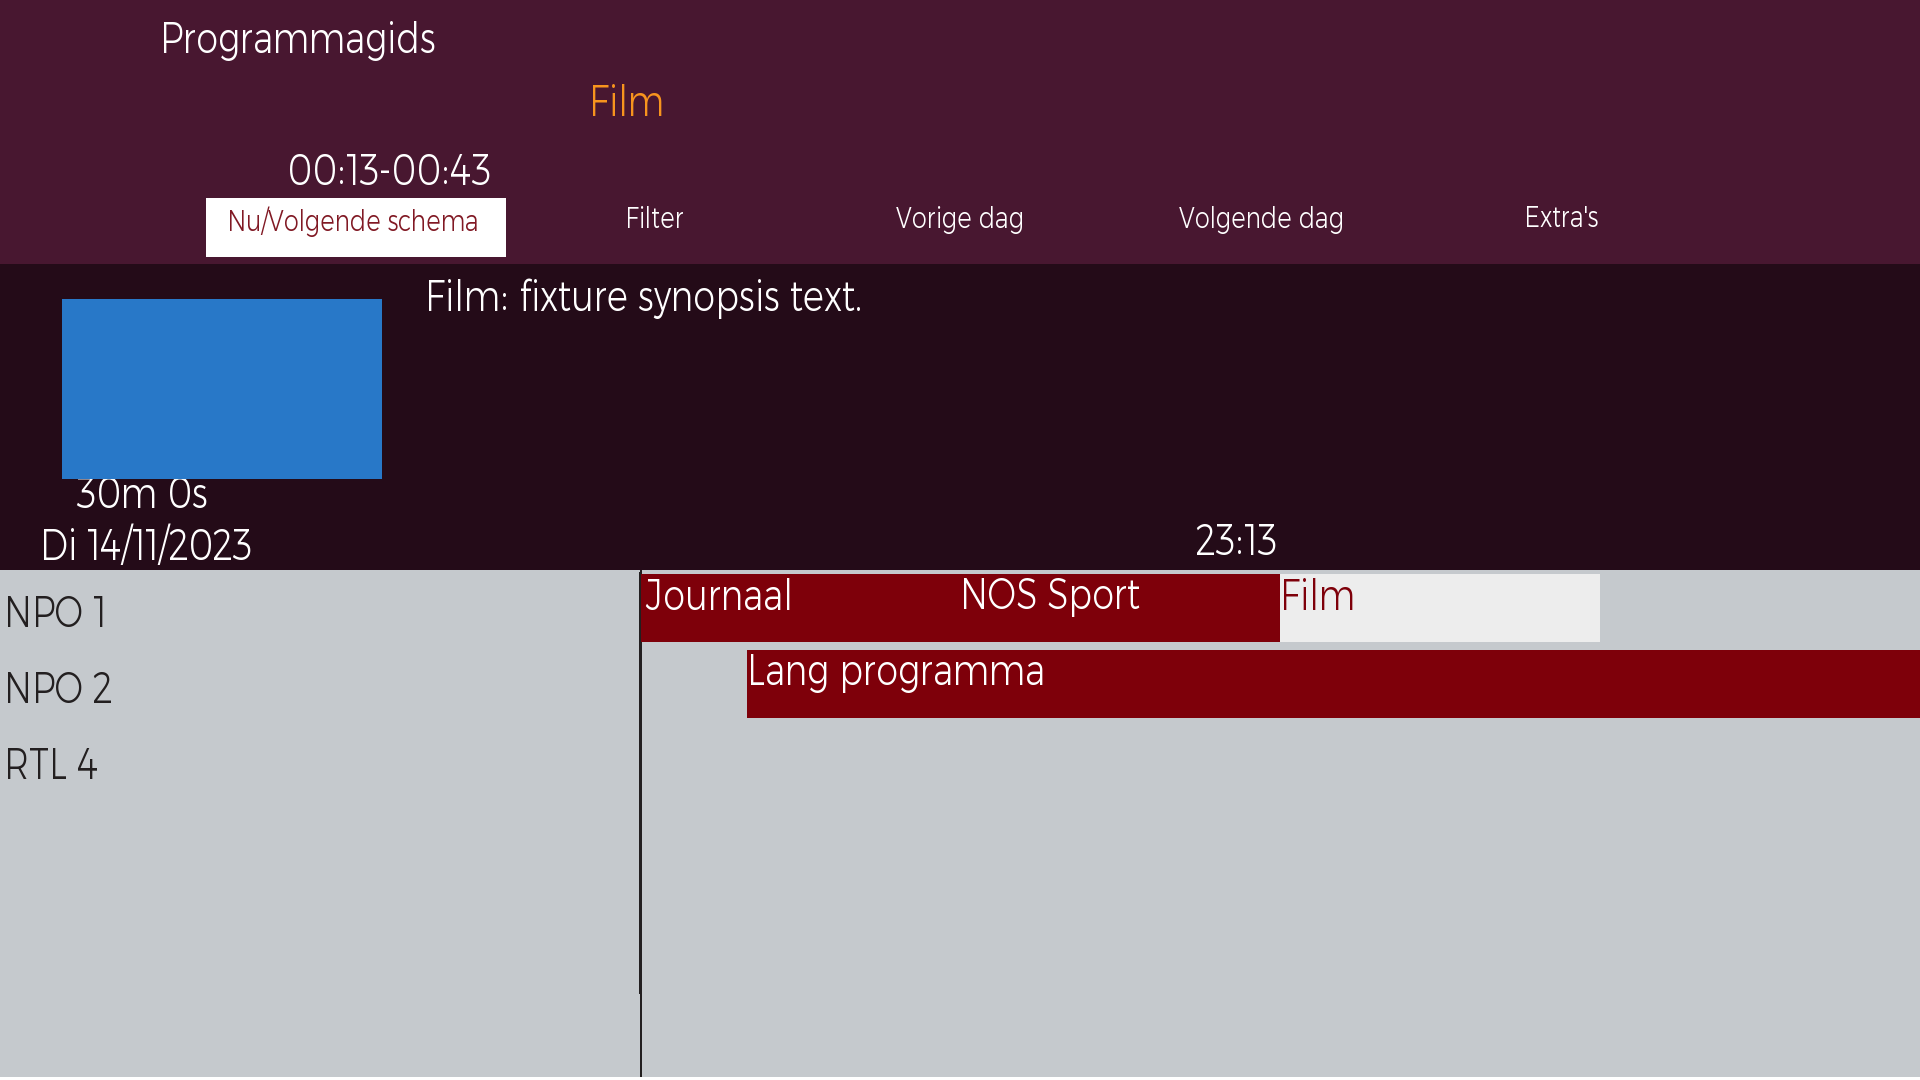 Programmagids
Film
00:13-00:43
Nu/Volgende schema
Filter
Vorige dag
Volgende dag
Extra's
Film: fixture synopsis text.
30m 0s
Di 14/11/2023
23:13
NPO 1
Journaal
NOS Sport
Film
NPO 2
Lang programma
RTL 4